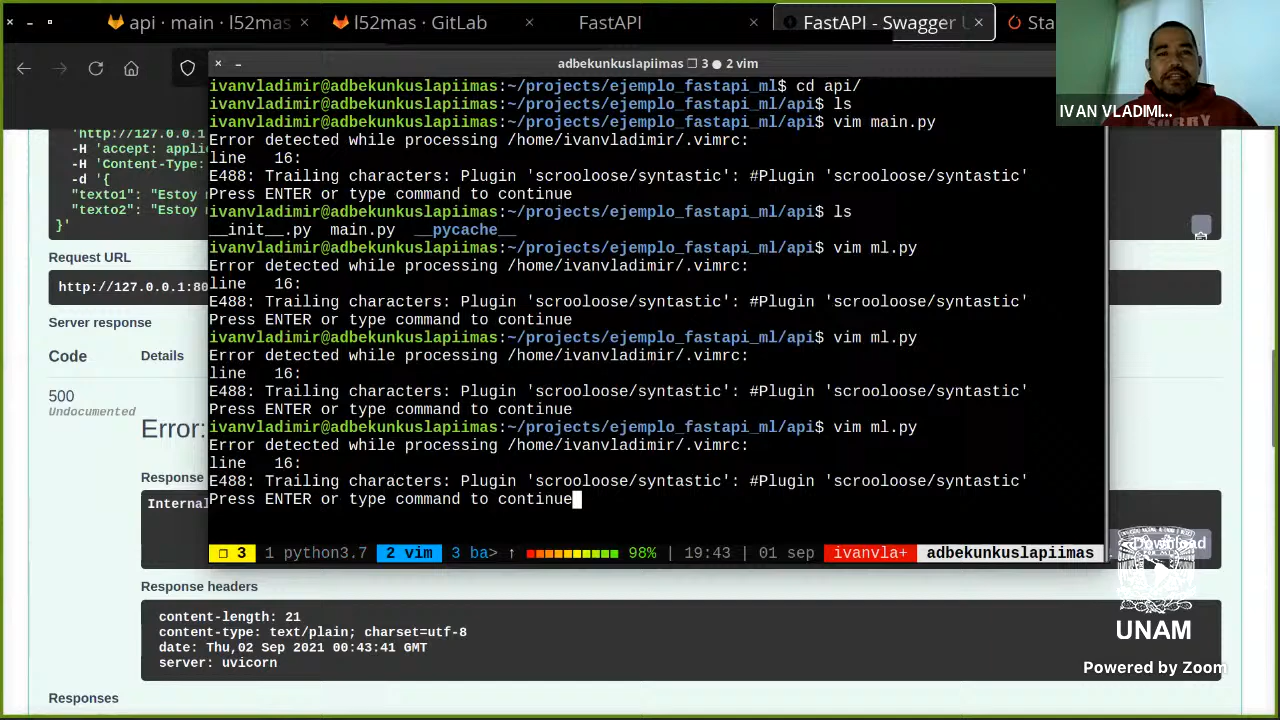 api · main · l52mas
l52mas · GitLab
FastAPI
FastAPI - Swagger U
Sta
adbekunkuslapiimas ❐ 3 ● 2 vim
IVAN VLADIMI...
ivanvladimir@adbekunkuslapiimas:~/projects/ejemplo_fastapi_ml$ cd api/
ivanvladimir@adbekunkuslapiimas:~/projects/ejemplo_fastapi_ml/api$ ls
ivanvladimir@adbekunkuslapiimas:~/projects/ejemplo_fastapi_ml/api$ vim main.py
Error detected while processing /home/ivanvladimir/.vimrc:
line   16:
E488: Trailing characters: Plugin 'scrooloose/syntastic': #Plugin 'scrooloose/syntastic'
Press ENTER or type command to continue
ivanvladimir@adbekunkuslapiimas:~/projects/ejemplo_fastapi_ml/api$ ls
__init__.py  main.py  __pycache__
ivanvladimir@adbekunkuslapiimas:~/projects/ejemplo_fastapi_ml/api$ vim ml.py
Error detected while processing /home/ivanvladimir/.vimrc:
line   16:
E488: Trailing characters: Plugin 'scrooloose/syntastic': #Plugin 'scrooloose/syntastic'
Press ENTER or type command to continue
ivanvladimir@adbekunkuslapiimas:~/projects/ejemplo_fastapi_ml/api$ vim ml.py
Error detected while processing /home/ivanvladimir/.vimrc:
line   16:
E488: Trailing characters: Plugin 'scrooloose/syntastic': #Plugin 'scrooloose/syntastic'
Press ENTER or type command to continue
ivanvladimir@adbekunkuslapiimas:~/projects/ejemplo_fastapi_ml/api$ vim ml.py
Error detected while processing /home/ivanvladimir/.vimrc:
line   16:
E488: Trailing characters: Plugin 'scrooloose/syntastic': #Plugin 'scrooloose/syntastic'
Press ENTER or type command to continue
❐ 3  1 python3.7  2 vim  3 ba> ↑ 98% | 19:43 | 01 sep  ivanvla+  adbekunkuslapiimas
'http://127.0.0.1
-H 'accept: appli
-H 'Content-Type:
-d '{
"texto1": "Estoy
"texto2": "Estoy
}'
Request URL
http://127.0.0.1:80
Server response
Code
Details
500
Undocumented
Error:
Response
Internal
Download
Response headers
content-length: 21
content-type: text/plain; charset=utf-8
date: Thu,02 Sep 2021 00:43:41 GMT
server: uvicorn
Responses
UNAM
Powered by Zoom